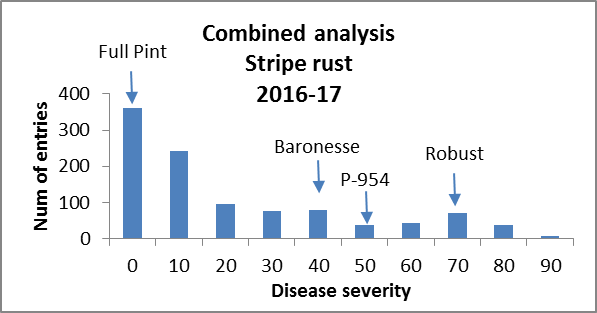 Combined analysis
Stripe rust
2016-17
Full Pint
Baronesse
P-954
Robust
Num of entries
400
300
200
100
0
0 10 20 30 40 50 60 70 80 90
Disease severity